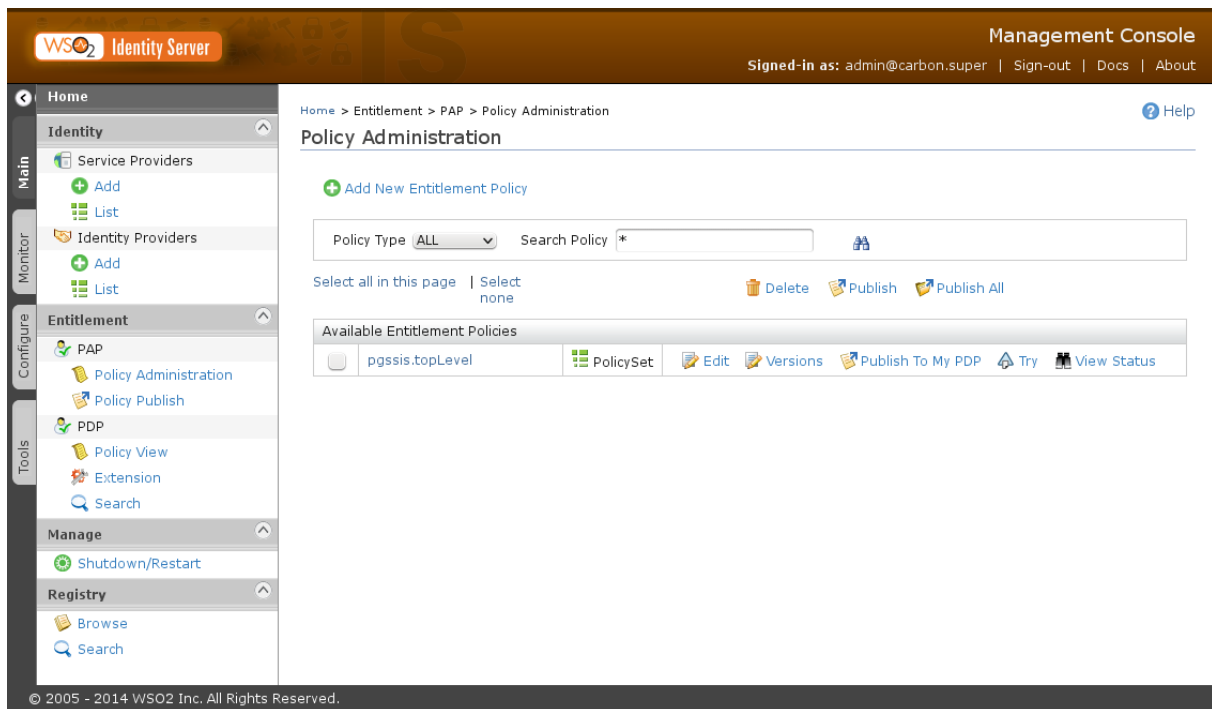 WSO2 Identity Server
Management Console
Signed-in as: admin@carbon.super | Sign-out | Docs | About
Main
Monitor
Configure
Tools
Home
Identity
Service Providers
Add
List
Identity Providers
Add
List
Entitlement
PAP
Policy Administration
Policy Publish
PDP
Policy View
Extension
Search
Manage
Shutdown/Restart
Registry
Browse
Search
Home > Entitlement > PAP > Policy Administration
Help
Policy Administration
Add New Entitlement Policy
Policy Type ALL Search Policy *
Select all in this page | Select none
Delete Publish Publish All
Available Entitlement Policies
pgssis.topLevel PolicySet Edit Versions Publish To My PDP Try View Status
© 2005 - 2014 WSO2 Inc. All Rights Reserved.